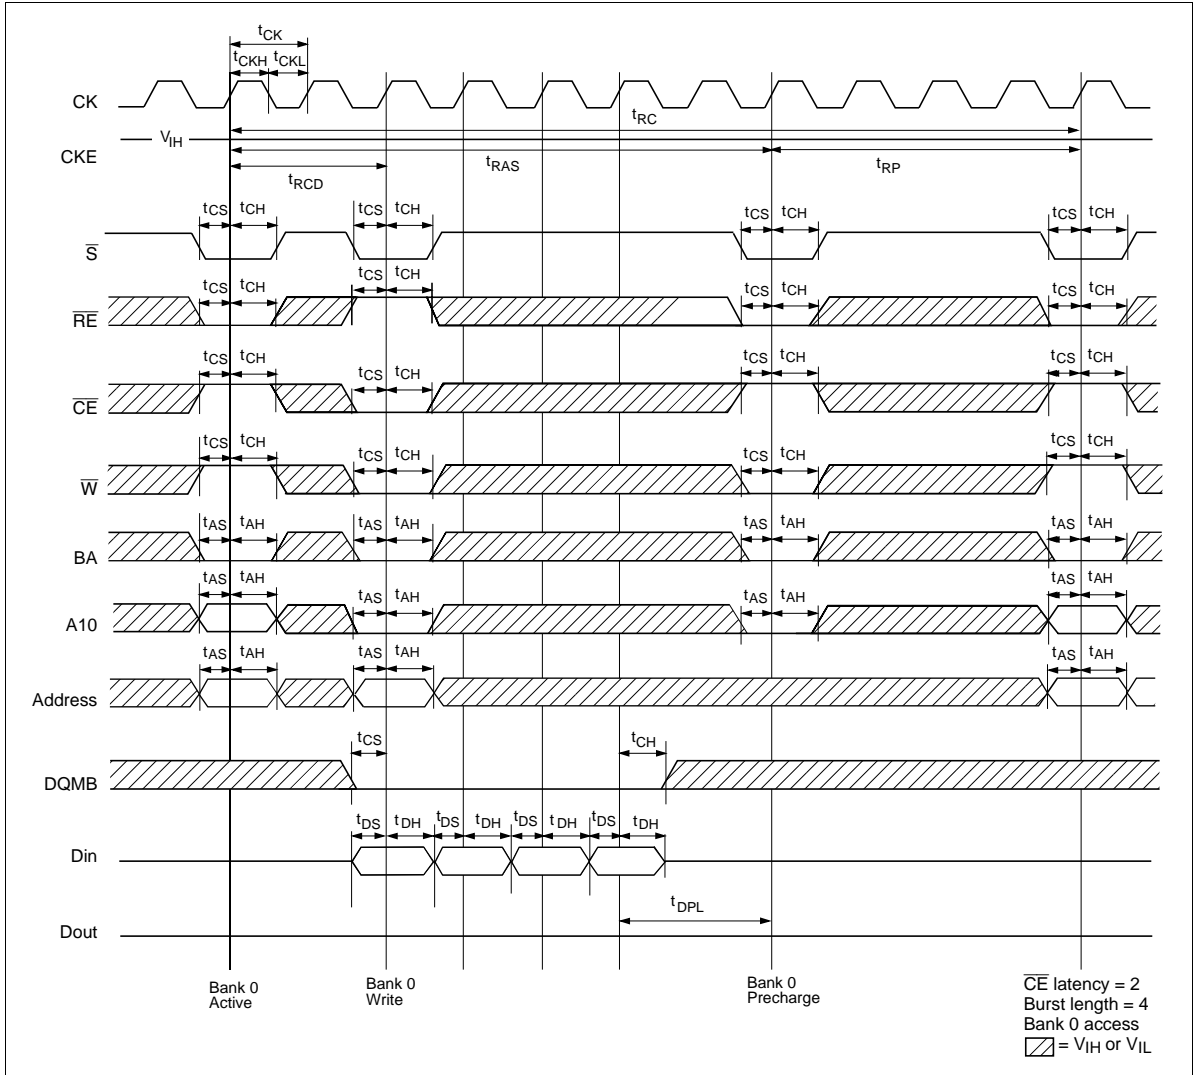 tCK
tCKH tCKL
CK
tRC
VIH
CKE
tRAS tRP
tRCD
tCS tCH tCS tCH tCS tCH tCS tCH
S
tCS tCH tCS tCH tCS tCH tCS tCH
RE
tCS tCH tCS tCH tCS tCH tCS tCH
CE
tCS tCH tCS tCH tCS tCH tCS tCH
W
tAS tAH tAS tAH tAS tAH tAS tAH
BA
tAS tAH tAS tAH tAS tAH tAS tAH
A10
tAS tAH tAS tAH tAS tAH
Address
tCS tCH
DQMB
tDS tDH tDS tDH tDS tDH tDS tDH
Din
tDPL
Dout
Bank 0
Active
Bank 0
Write
Bank 0
Precharge
CE latency = 2
Burst length = 4
Bank 0 access
= VIH or VIL